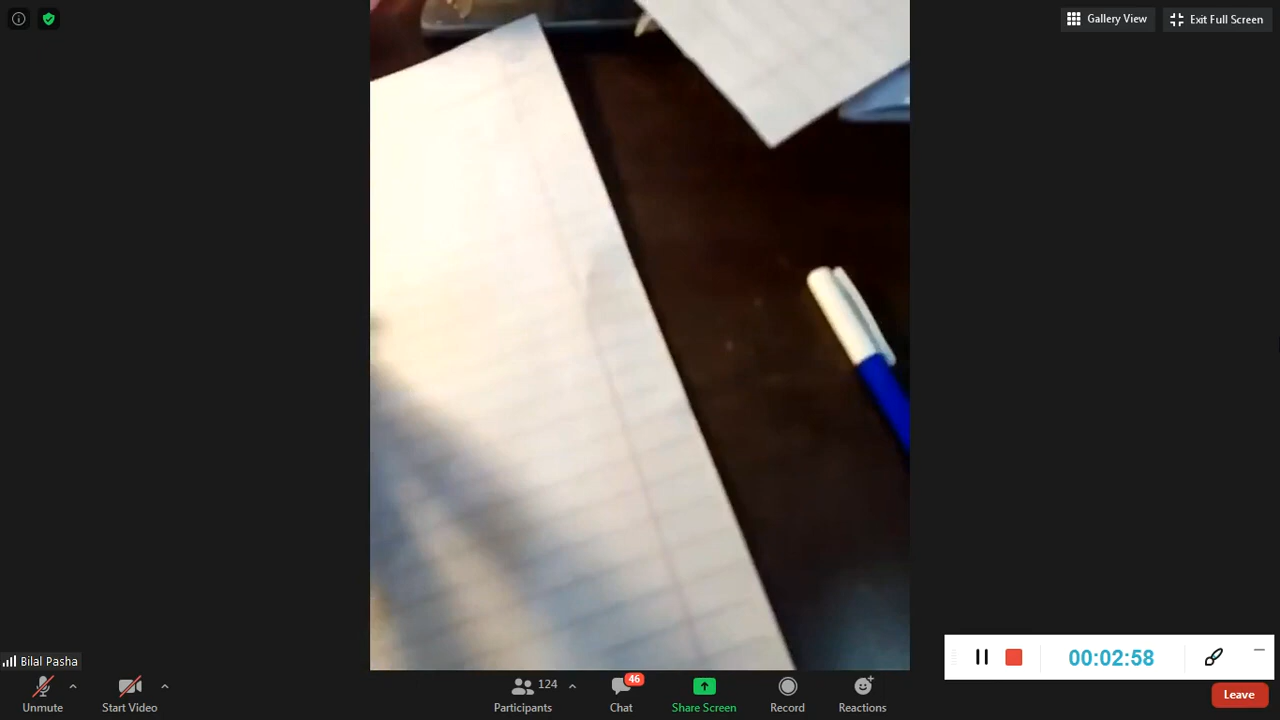 Gallery View
Exit Full Screen
Bilal Pasha
00:02:58
Unmute
Start Video
124
Participants
46
Chat
Share Screen
Record
Reactions
Leave